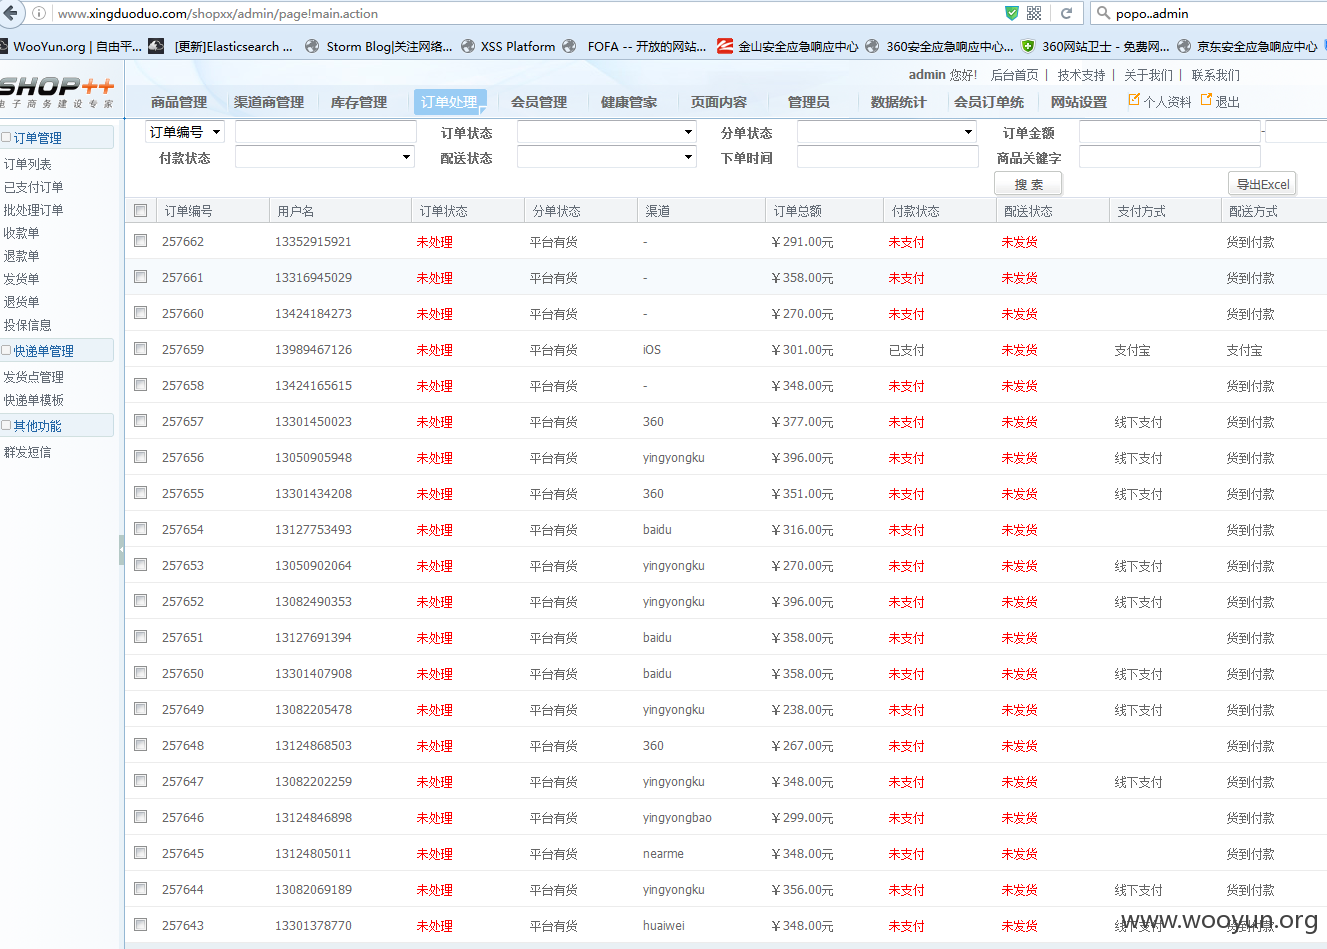 www.xingduoduo.com/shopxx/admin/page!main.action popo..admin
WooYun.org | 自由平... [更新]Elasticsearch ... Storm Blog|关注网络... XSS Platform FOFA -- 开放的网站... 金山安全应急响应中心 360安全应急响应中心... 360网站卫士 - 免费网... 京东安全应急响应中心
SHOP++
电子商务建设专家
admin 您好! 后台首页 | 技术支持 | 关于我们 | 联系我们
商品管理 渠道商管理 库存管理 订单处理 会员管理 健康管家 页面内容 管理员 数据统计 会员订单统 网站设置 个人资料 退出
订单管理
订单列表
已支付订单
批处理订单
收款单
退款单
发货单
退货单
投保信息
快递单管理
发货点管理
快递单模板
其他功能
群发短信
订单编号 订单状态 分单状态 订单金额 -
付款状态 配送状态 下单时间 商品关键字
搜 索 导出Excel
订单编号 用户名 订单状态 分单状态 渠道 订单总额 付款状态 配送状态 支付方式 配送方式
257662 13352915921 未处理 平台有货 - ￥291.00元 未支付 未发货 货到付款
257661 13316945029 未处理 平台有货 - ￥358.00元 未支付 未发货 货到付款
257660 13424184273 未处理 平台有货 - ￥270.00元 未支付 未发货 货到付款
257659 13989467126 未处理 平台有货 iOS ￥301.00元 已支付 未发货 支付宝 支付宝
257658 13424165615 未处理 平台有货 - ￥348.00元 未支付 未发货 货到付款
257657 13301450023 未处理 平台有货 360 ￥377.00元 未支付 未发货 线下支付 货到付款
257656 13050905948 未处理 平台有货 yingyongku ￥396.00元 未支付 未发货 线下支付 货到付款
257655 13301434208 未处理 平台有货 360 ￥351.00元 未支付 未发货 线下支付 货到付款
257654 13127753493 未处理 平台有货 baidu ￥316.00元 未支付 未发货 货到付款
257653 13050902064 未处理 平台有货 yingyongku ￥270.00元 未支付 未发货 线下支付 货到付款
257652 13082490353 未处理 平台有货 yingyongku ￥396.00元 未支付 未发货 线下支付 货到付款
257651 13127691394 未处理 平台有货 baidu ￥358.00元 未支付 未发货 货到付款
257650 13301407908 未处理 平台有货 baidu ￥358.00元 未支付 未发货 线下支付 货到付款
257649 13082205478 未处理 平台有货 yingyongku ￥238.00元 未支付 未发货 线下支付 货到付款
257648 13124868503 未处理 平台有货 360 ￥267.00元 未支付 未发货 货到付款
257647 13082202259 未处理 平台有货 yingyongku ￥348.00元 未支付 未发货 线下支付 货到付款
257646 13124846898 未处理 平台有货 yingyongbao ￥299.00元 未支付 未发货 货到付款
257645 13124805011 未处理 平台有货 nearme ￥348.00元 未支付 未发货 货到付款
257644 13082069189 未处理 平台有货 yingyongku ￥356.00元 未支付 未发货 线下支付 货到付款
257643 13301378770 未处理 平台有货 huaiwei ￥348.00元 未支付 未发货 线下支付 货到付款
www.wooyun.org